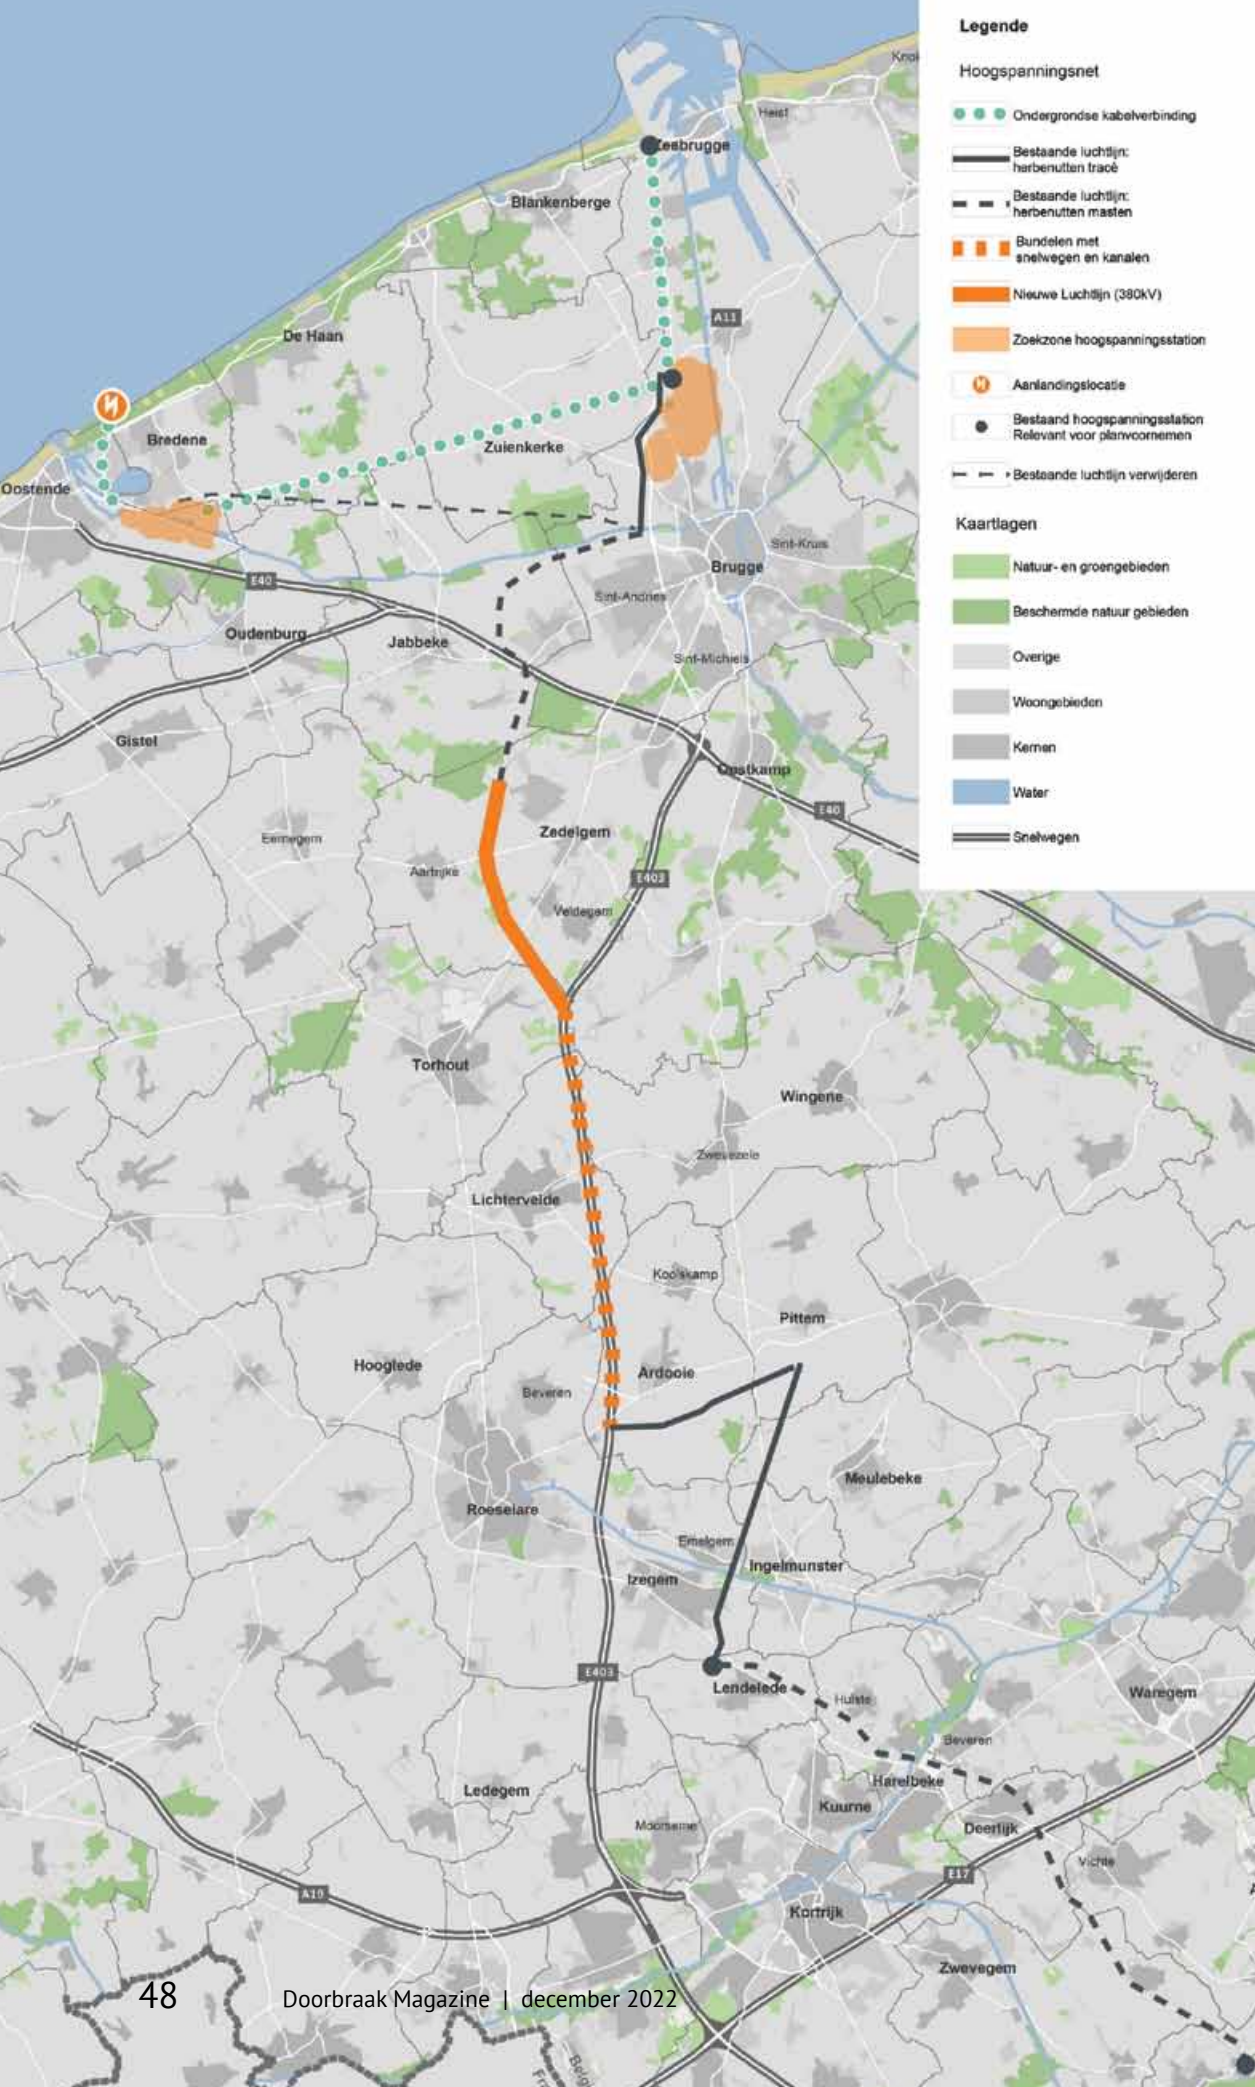 Legende
Hoogspanningsnet
Ondergrondse kabelverbinding
Bestaande luchtlijn:
herbenutten tracé
Bestaande luchtlijn:
herbenutten masten
Bundelen met
snelwegen en kanalen
Nieuwe Luchtlijn (380kV)
Zoekzone hoogspanningsstation
Aanlandingslocatie
Bestaand hoogspanningsstation
Relevant voor planvoornemen
Bestaande luchtlijn verwijderen
Kaartlagen
Natuur- en groengebieden
Beschermde natuur gebieden
Overige
Woongebieden
Kernen
Water
Snelwegen
Heist
Zeebrugge
Blankenberge
A11
De Haan
Bredene
Zuienkerke
Oostende
Sint-Kruis
Brugge
E40
Sint-Andries
Oudenburg
Jabbeke
Sint-Michiels
Gistel
Oostkamp
E40
Zedelgem
Eernegem
Aartrijke
E403
Veldegem
Torhout
Wingene
Zwevezele
Lichtervelde
Koolskamp
Pittem
Hooglede
Ardooie
Beveren
Meulebeke
Roeselare
Emelgem
Ingelmunster
Izegem
E403
Lendelede
Waregem
Hulste
Beveren
Harelbeke
Ledegem
Kuurne
Moorsele
Deerlijk
Vichte
E17
A19
Kortrijk
Zwevegem
48 Doorbraak Magazine | december 2022